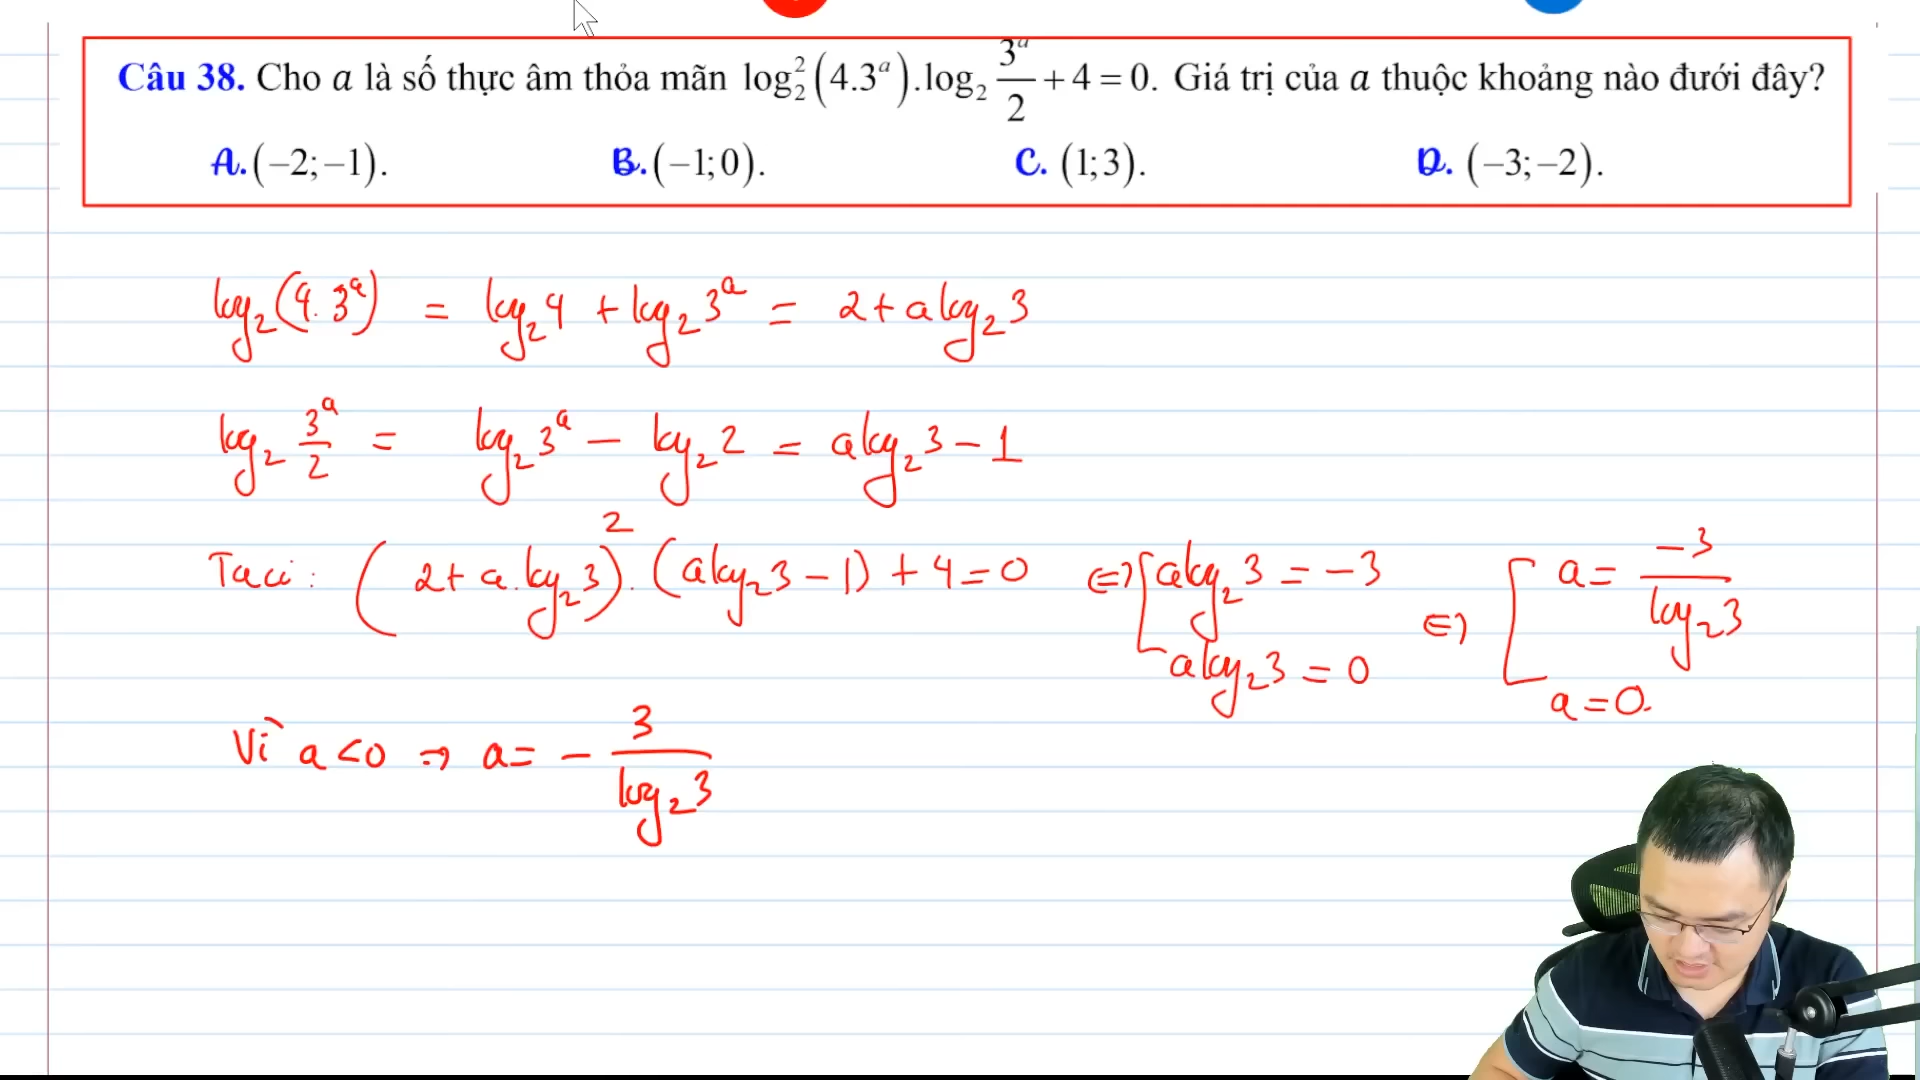 Câu 38. Cho a là số thực âm thỏa mãn log₂²(4.3ᵃ).log₂ 3ᵃ/2 + 4 = 0. Giá trị của a thuộc khoảng nào dưới đây?
A. (−2;−1). B. (−1;0). C. (1;3). D. (−3;−2).
log₂(4.3ᵃ) = log₂4 + log₂3ᵃ = 2 + alog₂3
log₂ 3ᵃ/2 = log₂3ᵃ − log₂2 = alog₂3 − 1
Ta có: (2 + a.log₂3)².(alog₂3 − 1) + 4 = 0 ⇔ [alog₂3 = −3 ⇔ [a = −3/log₂3
alog₂3 = 0 a = 0.
Vì a < 0 ⇒ a = − 3/log₂3